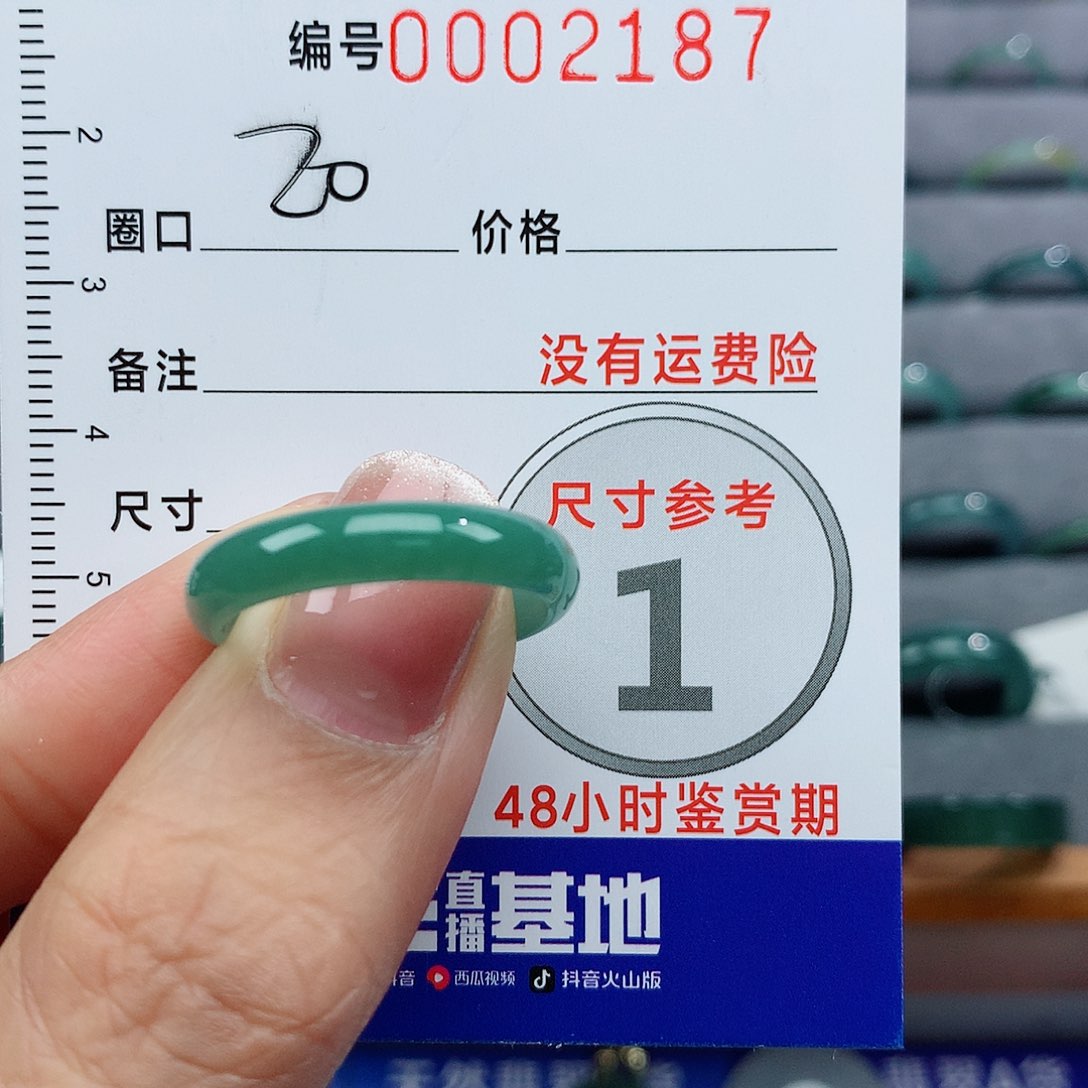 编号0002187
2
20
圈口 价格
3
备注 没有运费险
4
尺寸 尺寸参考
5
1
48小时鉴赏期
直播基地
音 西瓜视频 抖音火山版